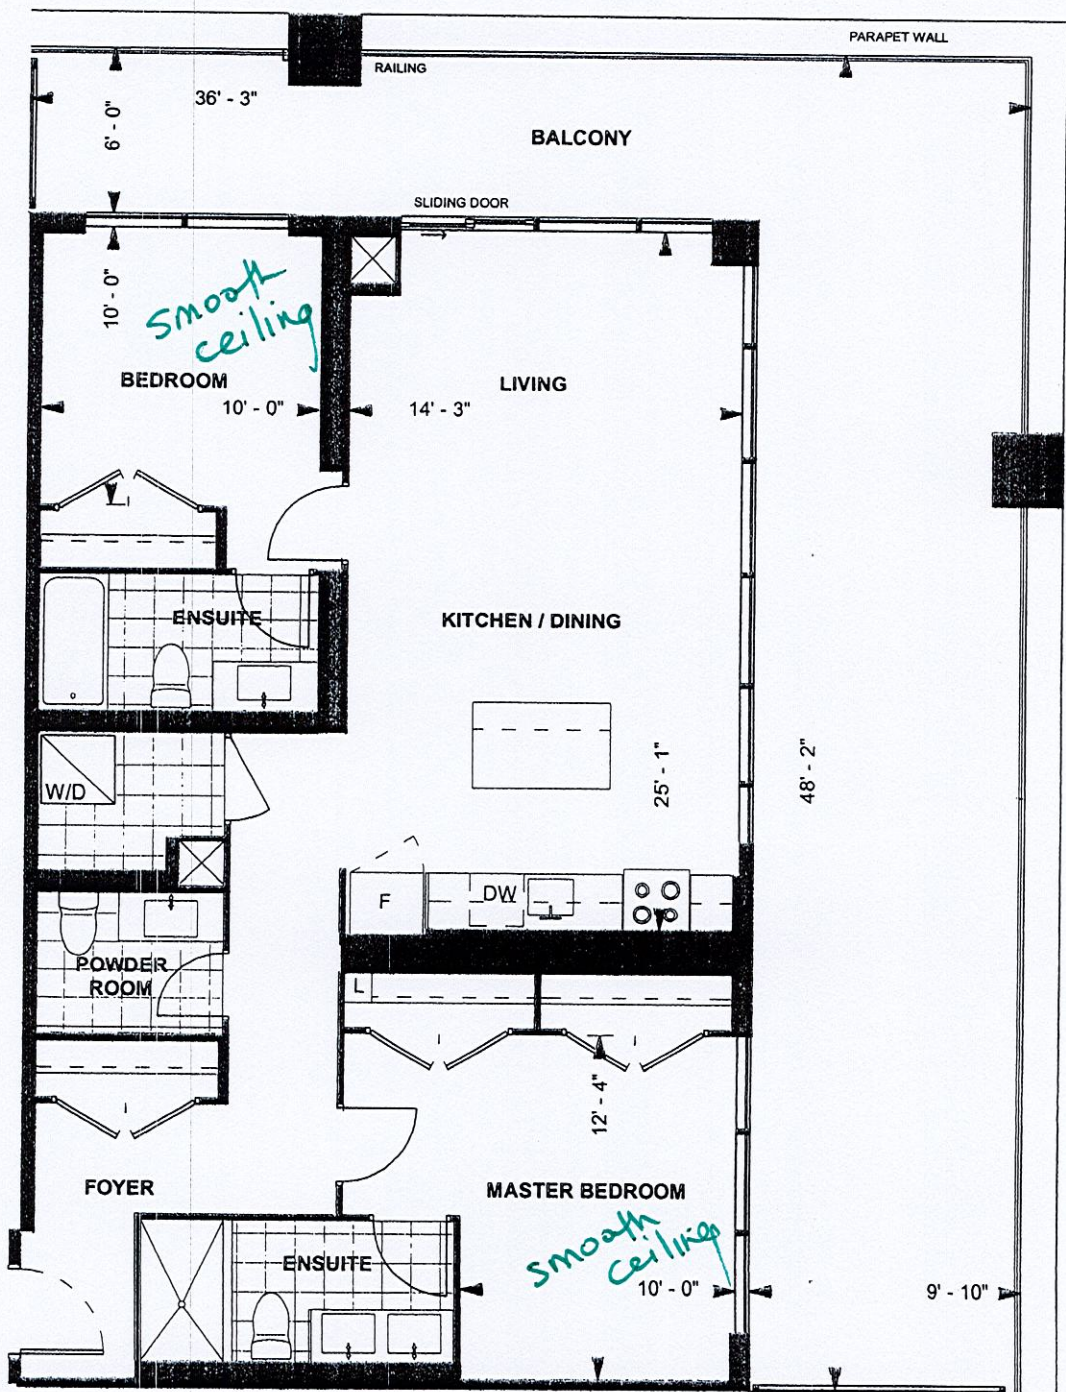 PARAPET WALL
RAILING
36' - 3"
6' - 0"
BALCONY
SLIDING DOOR
10' - 0"
smooth
ceiling
BEDROOM
LIVING
10' - 0"
14' - 3"
ENSUITE
KITCHEN / DINING
25' - 1"
48' - 2"
W/D
F
DW
POWDER
ROOM
L
12' - 4"
FOYER
MASTER BEDROOM
smooth
ceiling
ENSUITE
10' - 0"
9' - 10"